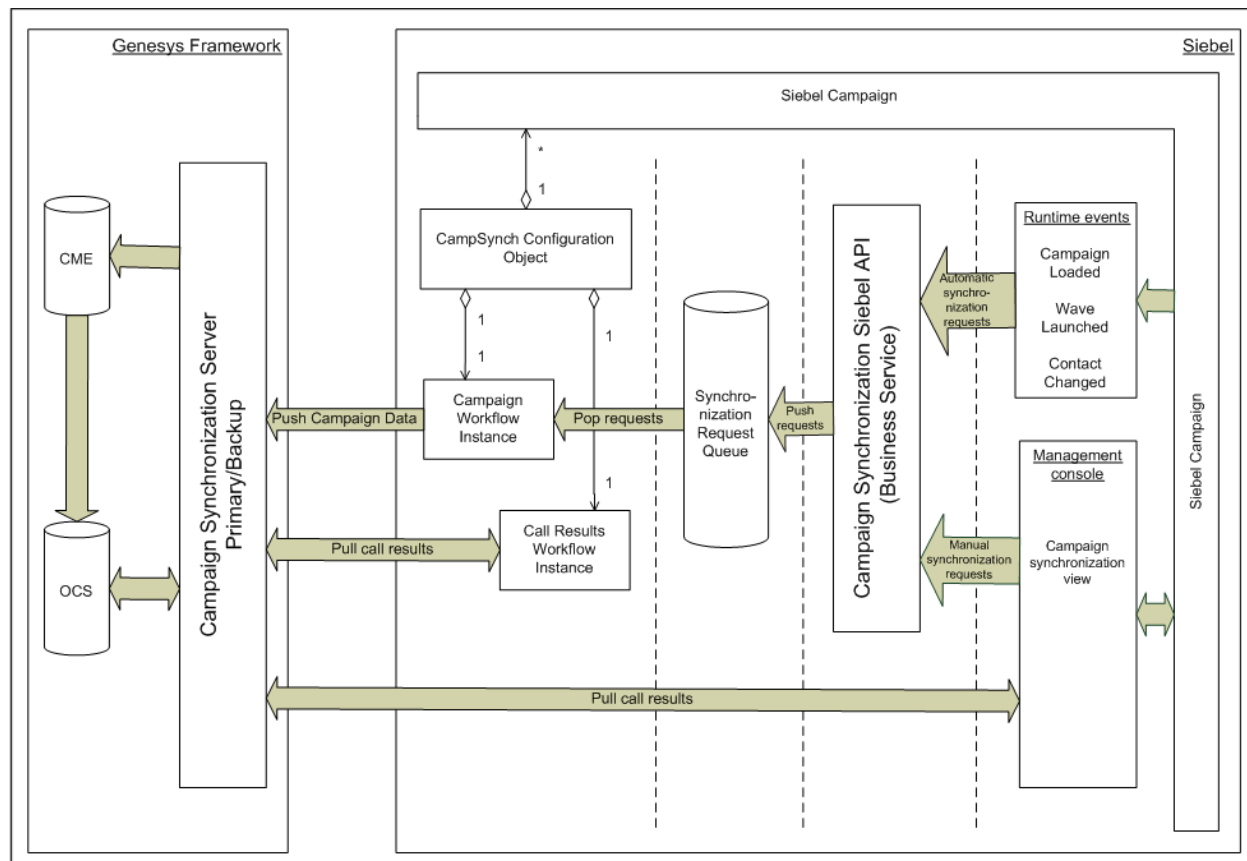 Genesys Framework
Siebel
Siebel Campaign
*
1
CampSynch Configuration
Object
1
1
1
1
CME
OCS
Campaign Synchronization Server
Primary/Backup
Push Campaign Data
Campaign
Workflow
Instance
Pop requests
Synchro-
nization
Request
Queue
Push
requests
Campaign Synchronization Siebel API
(Business Service)
Automatic
synchro-
nization
requests
Runtime events
Campaign
Loaded
Wave
Launched
Contact
Changed
Siebel Campaign
Pull call results
Call Results
Workflow
Instance
Manual
synchronization
requests
Management
console
Campaign
synchronization
view
Pull call results